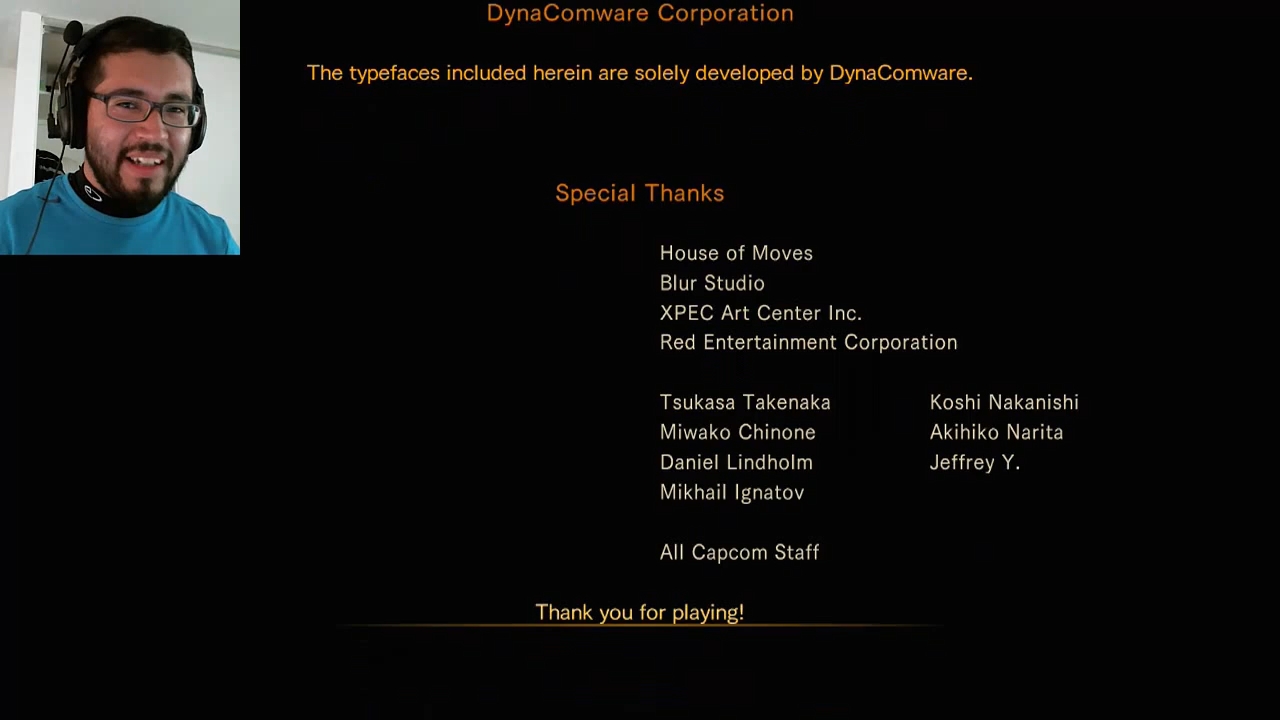 DynaComware Corporation
The typefaces included herein are solely developed by DynaComware.
Special Thanks
House of Moves
Blur Studio
XPEC Art Center Inc.
Red Entertainment Corporation
Tsukasa Takenaka Koshi Nakanishi
Miwako Chinone Akihiko Narita
Daniel Lindholm Jeffrey Y.
Mikhail Ignatov
All Capcom Staff
Thank you for playing!